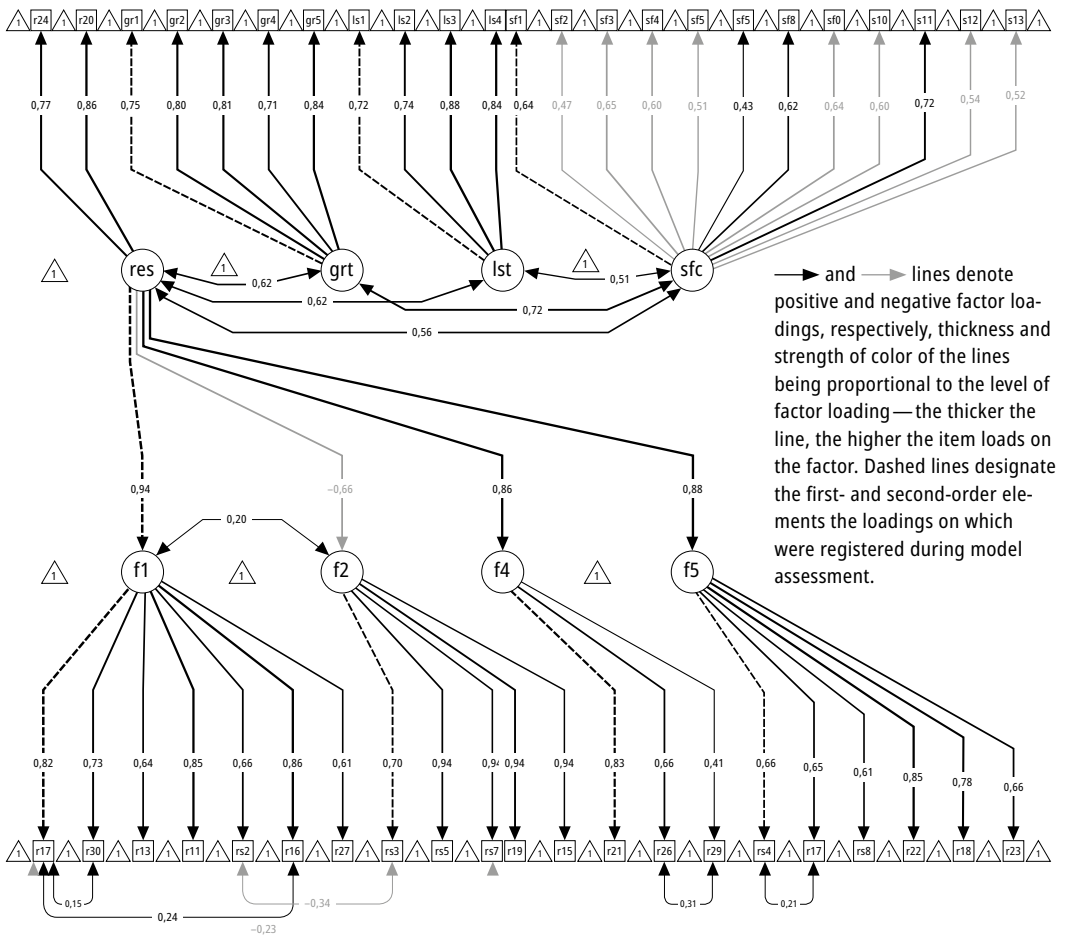 1 r24 1 r20 1 gr1 1 gr2 1 gr3 1 gr4 1 gr5 1 ls1 1 ls2 1 ls3 1 ls4 sf1 1 sf2 1 sf3 1 sf4 1 sf5 1 sf5 1 sf8 1 sf0 1 s10 1 s11 1 s12 1 s13 1
0,77 0,86 0,75 0,80 0,81 0,71 0,84 0,72 0,74 0,88 0,84 0,64 0,47 0,65 0,60 0,51 0,43 0,62 0,64 0,60 0,72 0,54 0,52
1 res 1 grt lst 1 sfc
0,62 0,51
0,62
0,72
0,56
and lines denote
positive and negative factor loa-
dings, respectively, thickness and
strength of color of the lines
being proportional to the level of
factor loading—the thicker the
line, the higher the item loads on
the factor. Dashed lines designate
the first- and second-order ele-
ments the loadings on which
were registered during model
assessment.
0,94 −0,66 0,86 0,88
0,20
1 f1 1 f2 f4 1 f5
0,82 0,73 0,64 0,85 0,66 0,86 0,61 0,70 0,94 0,94 0,94 0,94 0,83 0,66 0,41 0,66 0,65 0,61 0,85 0,78 0,66
1 r17 1 r30 1 r13 1 r11 1 rs2 1 r16 1 r27 1 rs3 1 rs5 1 rs7 r19 1 r15 1 r21 1 r26 1 r29 1 rs4 1 r17 1 rs8 1 r22 1 r18 1 r23 1
0,15 −0,34 0,31 0,21
0,24
−0,23